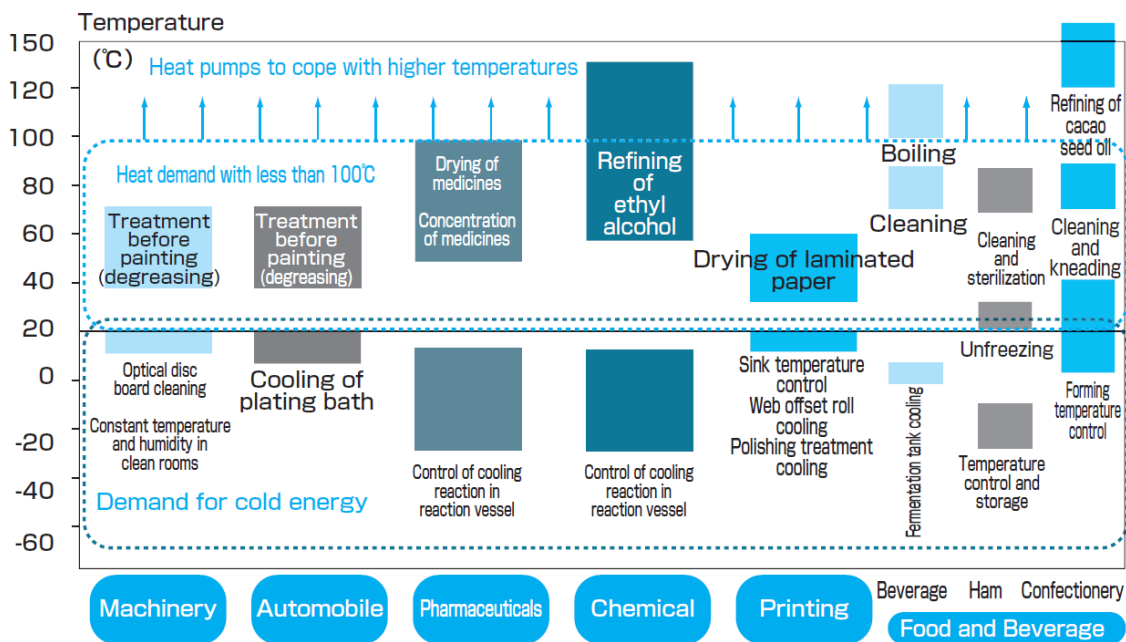 Temperature
(℃)
150
120
100
80
60
40
20
0
-20
-40
-60
Heat pumps to cope with higher temperatures
Heat demand with less than 100℃
Treatment
before
painting
(degreasing)
Optical disc
board cleaning
Constant temperature
and humidity in
clean rooms
Demand for cold energy
Treatment
before
painting
(degreasing)
Cooling of
plating bath
Drying of
medicines
Concentration
of medicines
Control of cooling
reaction in
reaction vessel
Refining
of
ethyl
alcohol
Control of cooling
reaction in
reaction vessel
Drying of laminated
paper
Sink temperature
control
Web offset roll
cooling
Polishing treatment
cooling
Boiling
Cleaning
Fermentation tank cooling
Cleaning
and
sterilization
Unfreezing
Temperature
control and
storage
Refining of
cacao
seed oil
Cleaning
and
kneading
Forming
temperature
control
Machinery
Automobile
Pharmaceuticals
Chemical
Printing
Beverage Ham Confectionery
Food and Beverage